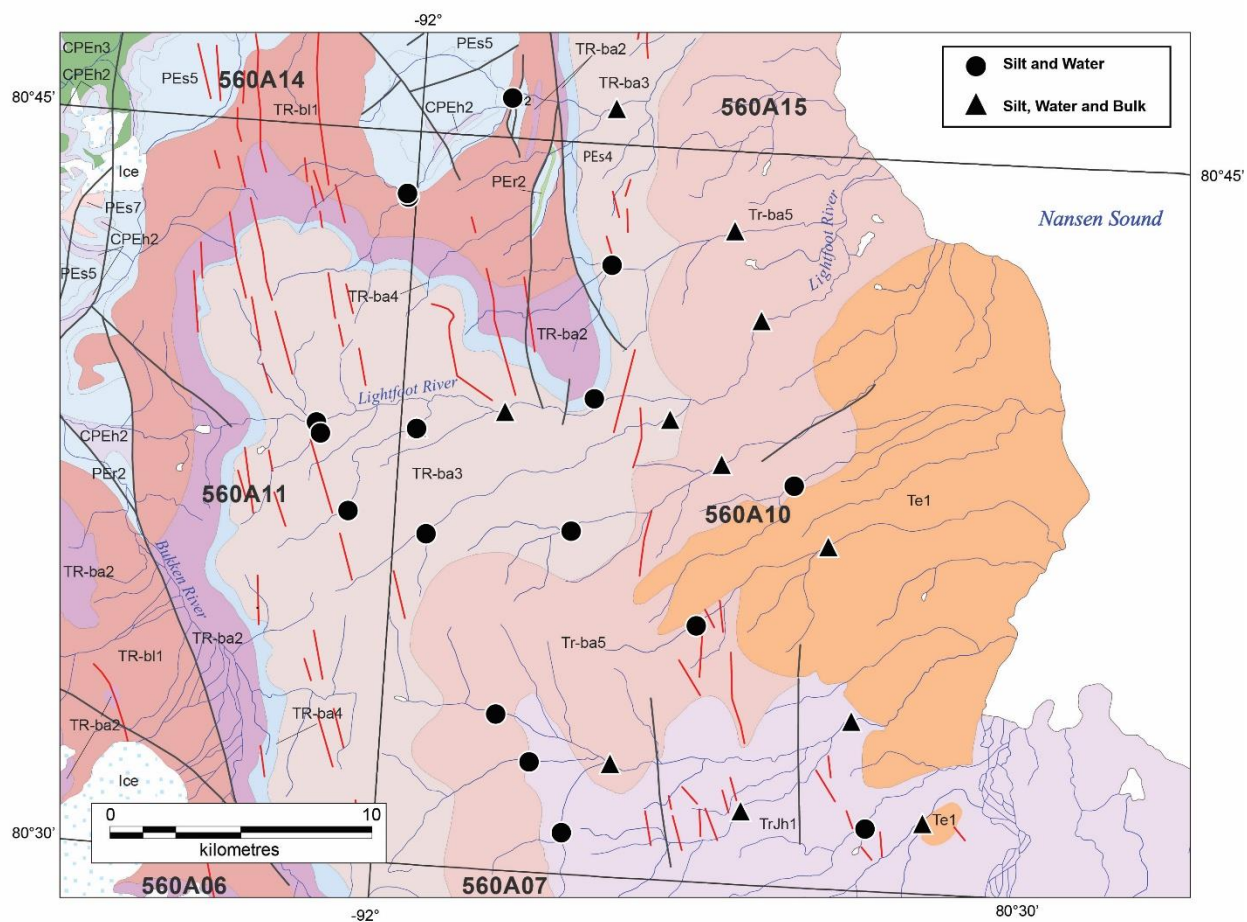 -92°
CPEn3
PEs5
TR-ba2
CPEh2
PEs5
560A14
TR-ba3
560A15
Silt and Water
80°45'
TR-bl1
CPEh2
2
Silt, Water and Bulk
Ice
PEs4
PEs7
PEr2
80°45'
CPEh2
Tr-ba5
Lightfoot River
Nansen Sound
PEs5
TR-ba4
TR-ba2
Lightfoot River
CPEh2
PEr2
TR-ba3
560A11
560A10
Te1
TR-ba2
Bukken River
TR-ba2
Tr-ba5
TR-bl1
TR-ba2
TR-ba4
Ice
0 10
kilometres
TrJh1
Te1
80°30'
560A06
560A07
-92°
80°30'